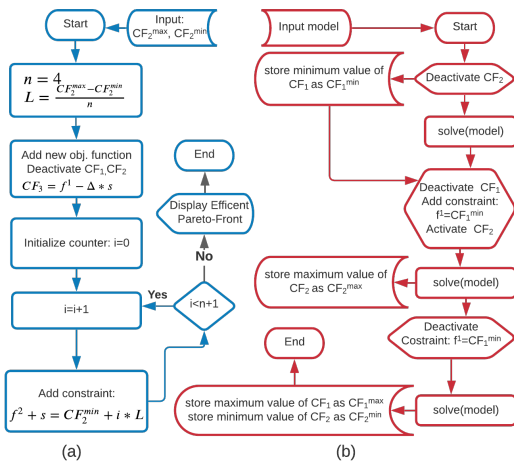 Start
Input:
CF₂ᵐᵃˣ, CF₂ᵐⁱⁿ
n = 4
L = (CF₂ᵐᵃˣ−CF₂ᵐⁱⁿ)/n
Add new obj. function
Deactivate CF₁,CF₂
CF₃ = f¹ − Δ * s
Initialize counter: i=0
i=i+1
Add constraint:
f² + s = CF₂ᵐⁱⁿ + i * L
Yes
i<n+1
No
Display Efficent
Pareto-Front
End
(a)
Input model
Start
Deactivate CF₂
store minimum value of
CF₁ as CF₁ᵐⁱⁿ
solve(model)
Deactivate CF₁
Add constraint:
f¹=CF₁ᵐⁱⁿ
Activate CF₂
solve(model)
store maximum value of
CF₂ as CF₂ᵐᵃˣ
Deactivate
Costraint: f¹=CF₁ᵐⁱⁿ
solve(model)
store maximum value of CF₁ as CF₁ᵐᵃˣ
store minimum value of CF₂ as CF₂ᵐⁱⁿ
End
(b)